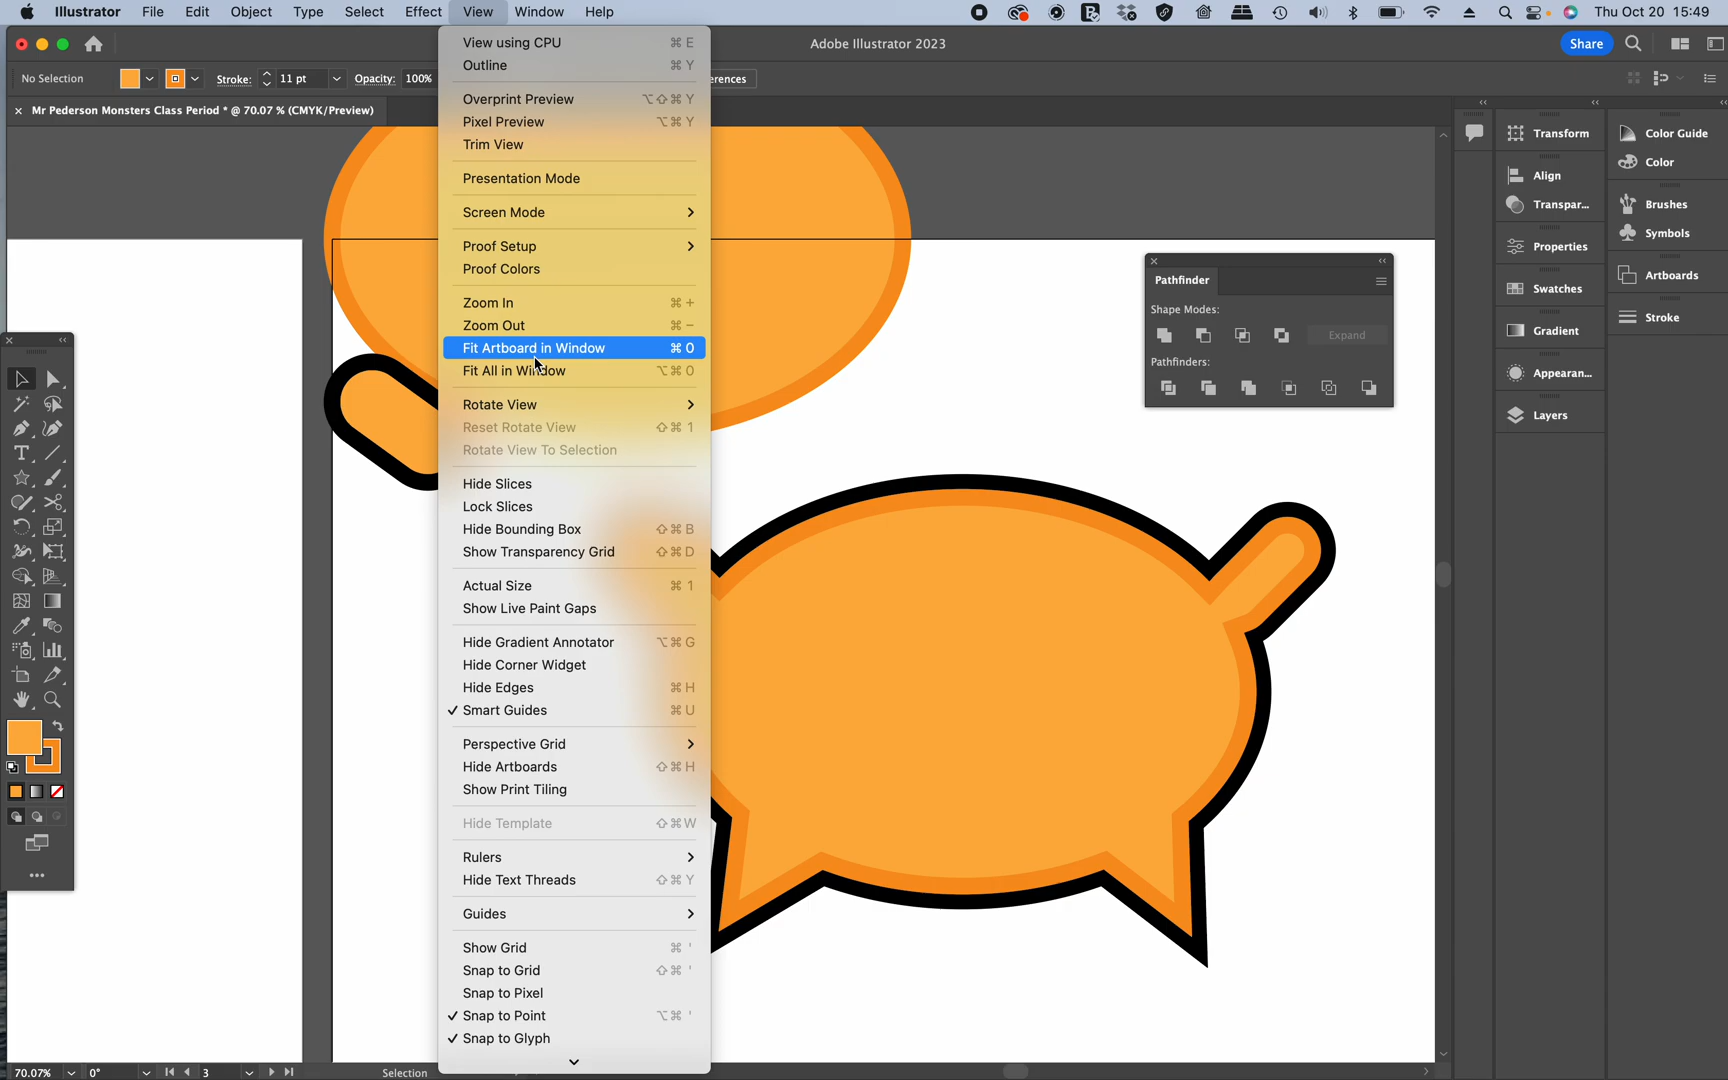 Illustrator File Edit Object Type Select Effect View Window Help Thu Oct 20 15:49
Adobe Illustrator 2023 Share
No Selection Stroke: 11 pt Opacity: 100% erences
× Mr Pederson Monsters Class Period * @ 70.07 % (CMYK/Preview)
View using CPU ⌘ E
Outline ⌘ Y
Overprint Preview ⌥⇧⌘ Y
Pixel Preview ⌥⌘ Y
Trim View
Presentation Mode
Screen Mode
Proof Setup
Proof Colors
Zoom In ⌘ +
Zoom Out ⌘ −
Fit Artboard in Window ⌘ 0
Fit All in Window ⌥⌘ 0
Rotate View
Reset Rotate View ⇧⌘ 1
Rotate View To Selection
Hide Slices
Lock Slices
Hide Bounding Box ⇧⌘ B
Show Transparency Grid ⇧⌘ D
Actual Size ⌘ 1
Show Live Paint Gaps
Hide Gradient Annotator ⌥⌘ G
Hide Corner Widget
Hide Edges ⌘ H
✓ Smart Guides ⌘ U
Perspective Grid
Hide Artboards ⇧⌘ H
Show Print Tiling
Hide Template ⇧⌘W
Rulers
Hide Text Threads ⇧⌘ Y
Guides
Show Grid ⌘ '
Snap to Grid ⇧⌘ '
Snap to Pixel
✓ Snap to Point ⌥⌘ '
✓ Snap to Glyph
Pathfinder
Shape Modes:
Expand
Pathfinders:
Transform
Align
Transpar...
Properties
Swatches
Gradient
Appearan...
Layers
Color Guide
Color
Brushes
Symbols
Artboards
Stroke
70.07% 0° 3 Selection